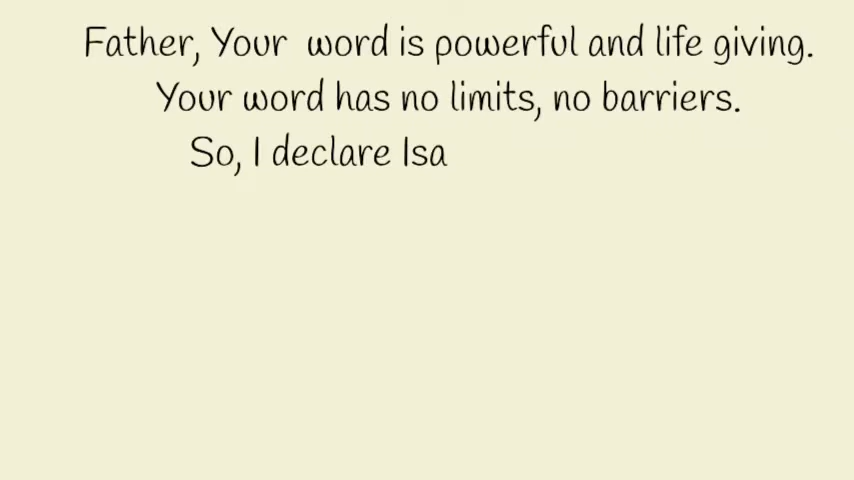 Father, Your word is powerful and life giving.
Your word has no limits, no barriers.
So, I declare Isa